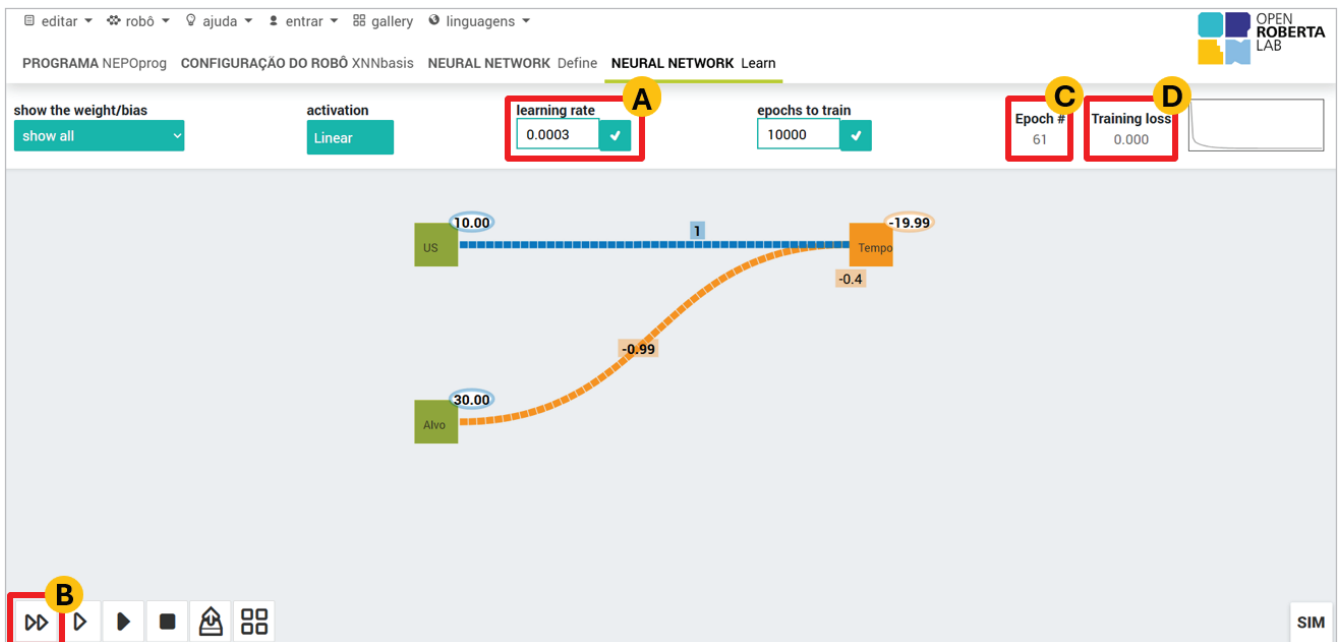 editar robô ajuda entrar gallery linguagens
OPEN
ROBERTA
LAB
PROGRAMA NEPOprog CONFIGURAÇÃO DO ROBÔ XNNbasis NEURAL NETWORK Define NEURAL NETWORK Learn
A
C
D
show the weight/bias activation learning rate epochs to train Epoch # Training loss
show all Linear 0.0003 10000 61 0.000
10.00 -19.99
1
US Tempo
-0.4
-0.99
30.00
Alvo
B
SIM